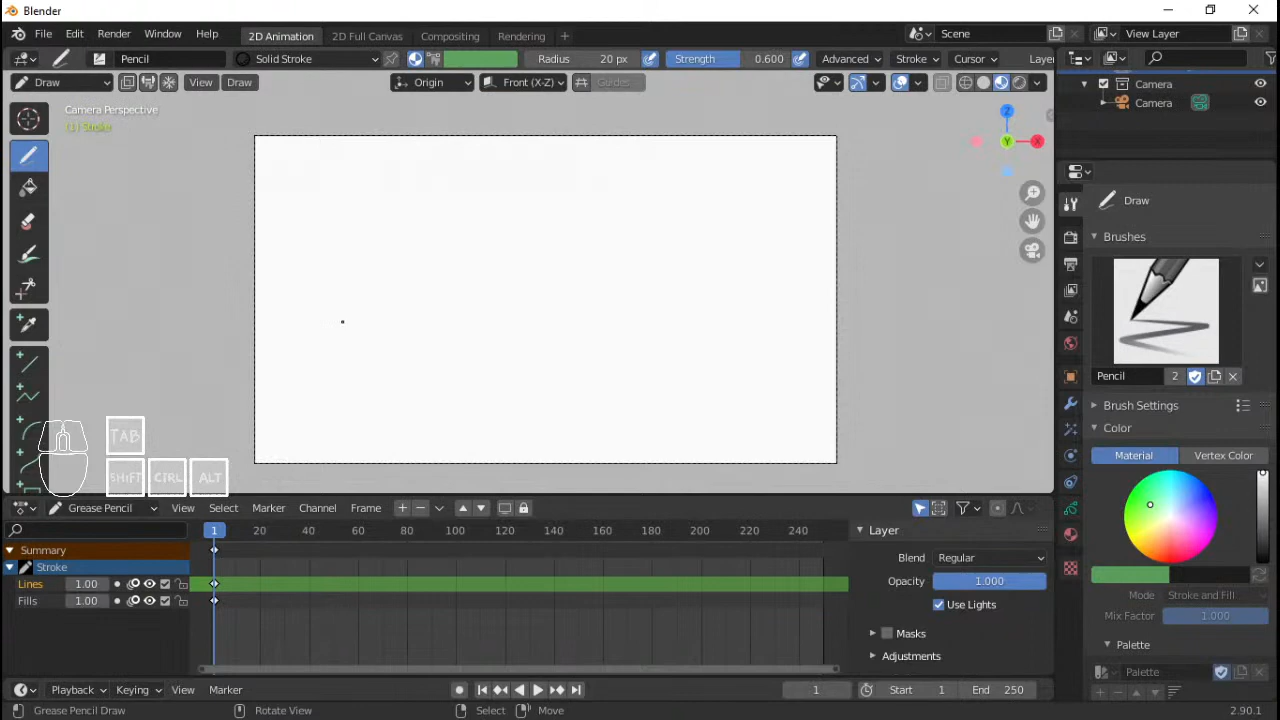 Blender
File Edit Render Window Help 2D Animation 2D Full Canvas Compositing Rendering Scene View Layer
Pencil Solid Stroke Radius 20 px Strength 0.600 Advanced Stroke Cursor Layer
Draw View Draw Origin Front (X-Z) Guides Camera
Camera Perspective
(1) Stroke
Camera
Z
Y X
Draw
Brushes
Pencil 2
Brush Settings
Color
TAB
SHIFT CTRL ALT
Material Vertex Color
Grease Pencil View Select Marker Channel Frame
1 20 40 60 80 100 120 140 160 180 200 220 240 Layer
Summary Blend Regular
Stroke
Lines 1.00 Opacity 1.000
Fills 1.00 Use Lights
Mode Stroke and Fill
Mix Factor 1.000
Masks
Palette
Adjustments
Palette
Playback Keying View Marker 1 Start 1 End 250
Grease Pencil Draw Rotate View Select Move 2.90.1